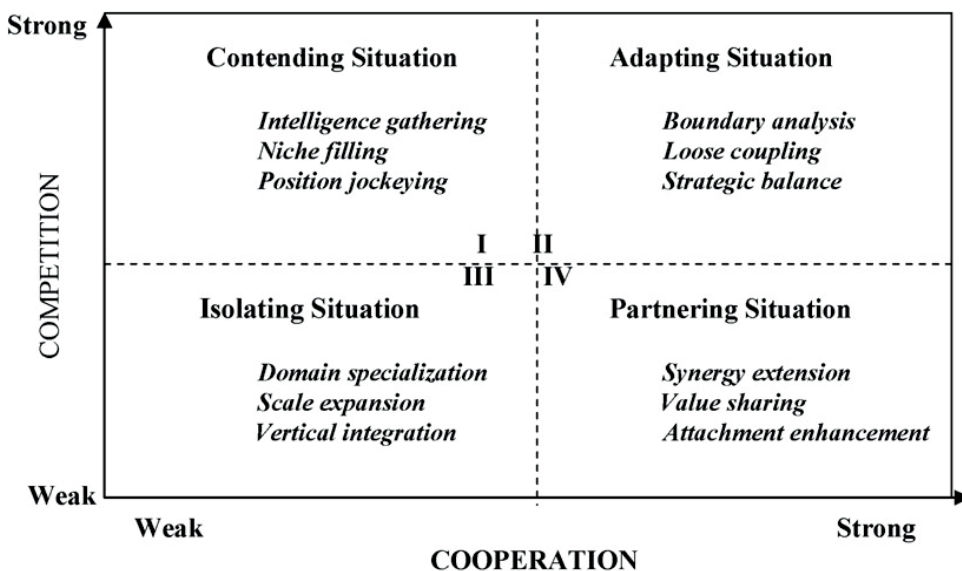 Strong
Contending Situation
Intelligence gathering
Niche filling
Position jockeying
Adapting Situation
Boundary analysis
Loose coupling
Strategic balance
I
II
III
IV
COMPETITION
Isolating Situation
Domain specialization
Scale expansion
Vertical integration
Partnering Situation
Synergy extension
Value sharing
Attachment enhancement
Weak
Weak
Strong
COOPERATION